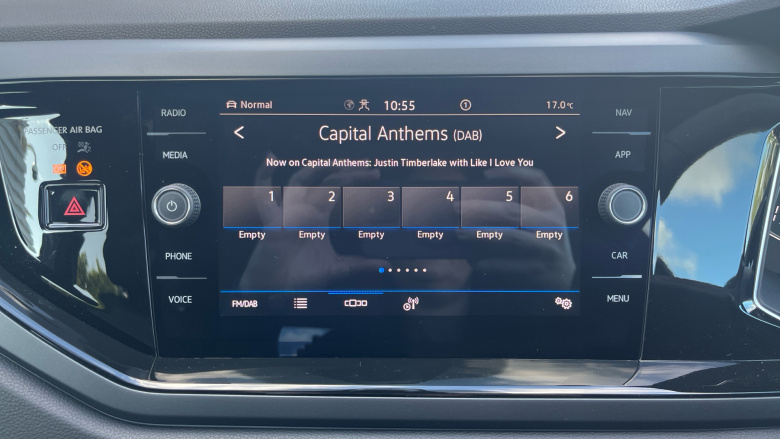 RADIO
MEDIA
PHONE
VOICE
PASSENGER AIR BAG
OFF
Normal
10:55
1
17.0°C
< Capital Anthems (DAB) >
Now on Capital Anthems: Justin Timberlake with Like I Love You
1 2 3 4 5 6
Empty Empty Empty Empty Empty Empty
FM/DAB
NAV
APP
CAR
MENU